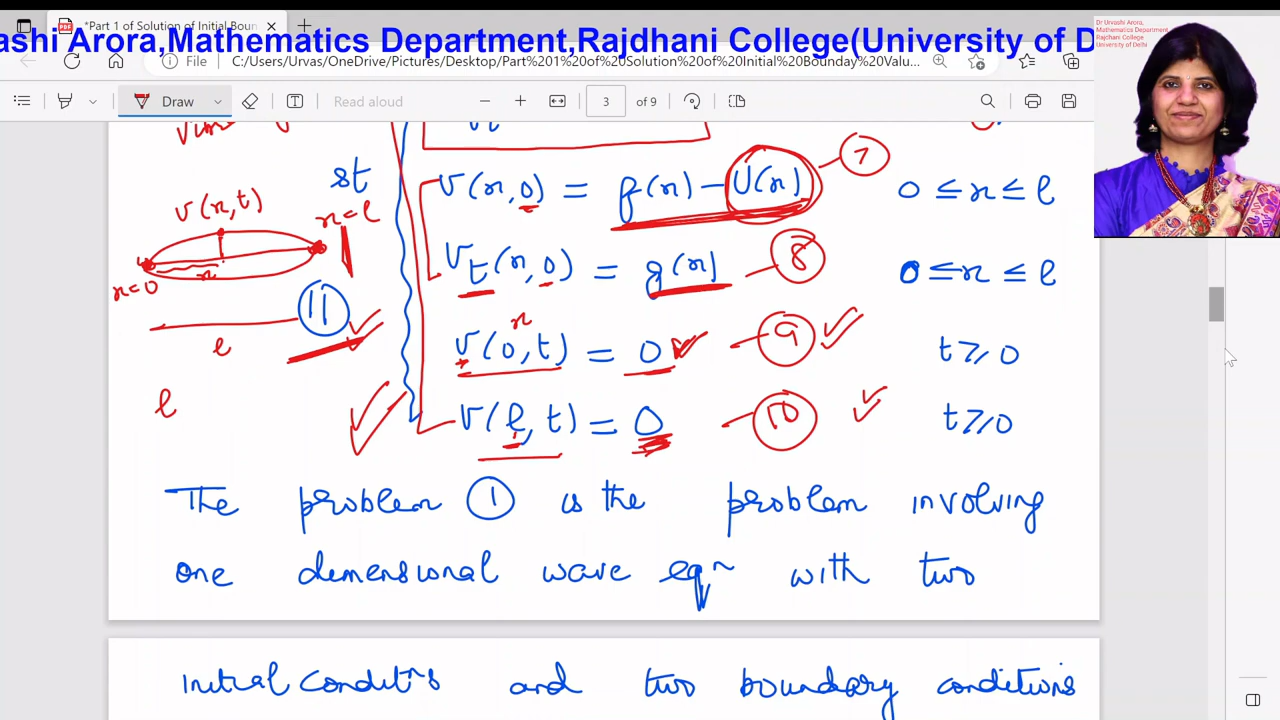 *Part 1 of Solution of Initial Boun
ashi Arora,Mathematics Department,Rajdhani College(University of D
File C:/Users/Urvas/OneDrive/Pictures/Desktop/Part%201%20of%20Solution%20of%20Initial%20Bounday%20Valu...
Draw Read aloud 3 of 9
Dr Urvashi Arora,
Mathematics Department
Rajdhani College
University of Delhi
st v(x,0) = f(x) - U(x) 7 0 ≤ x ≤ l
v(x,t) x=l
v_t(x,0) = g(x) 8 0 ≤ x ≤ l
x
x=0
11
x
v(0,t) = 0 9 t ≥ 0
l
l v(l,t) = 0 10 t ≥ 0
The problem 1 is the problem involving
one dimensional wave eqn with two
initial conditns and two boundary conditions